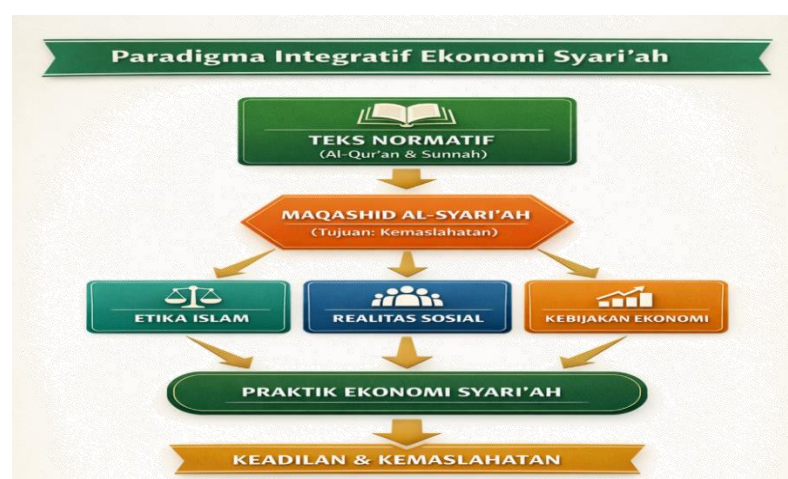 Paradigma Integratif Ekonomi Syari'ah
TEKS NORMATIF
(Al-Qur'an & Sunnah)
MAQASHID AL-SYARI'AH
(Tujuan: Kemaslahatan)
ETIKA ISLAM
REALITAS SOSIAL
KEBIJAKAN EKONOMI
PRAKTIK EKONOMI SYARI'AH
KEADILAN & KEMASLAHATAN